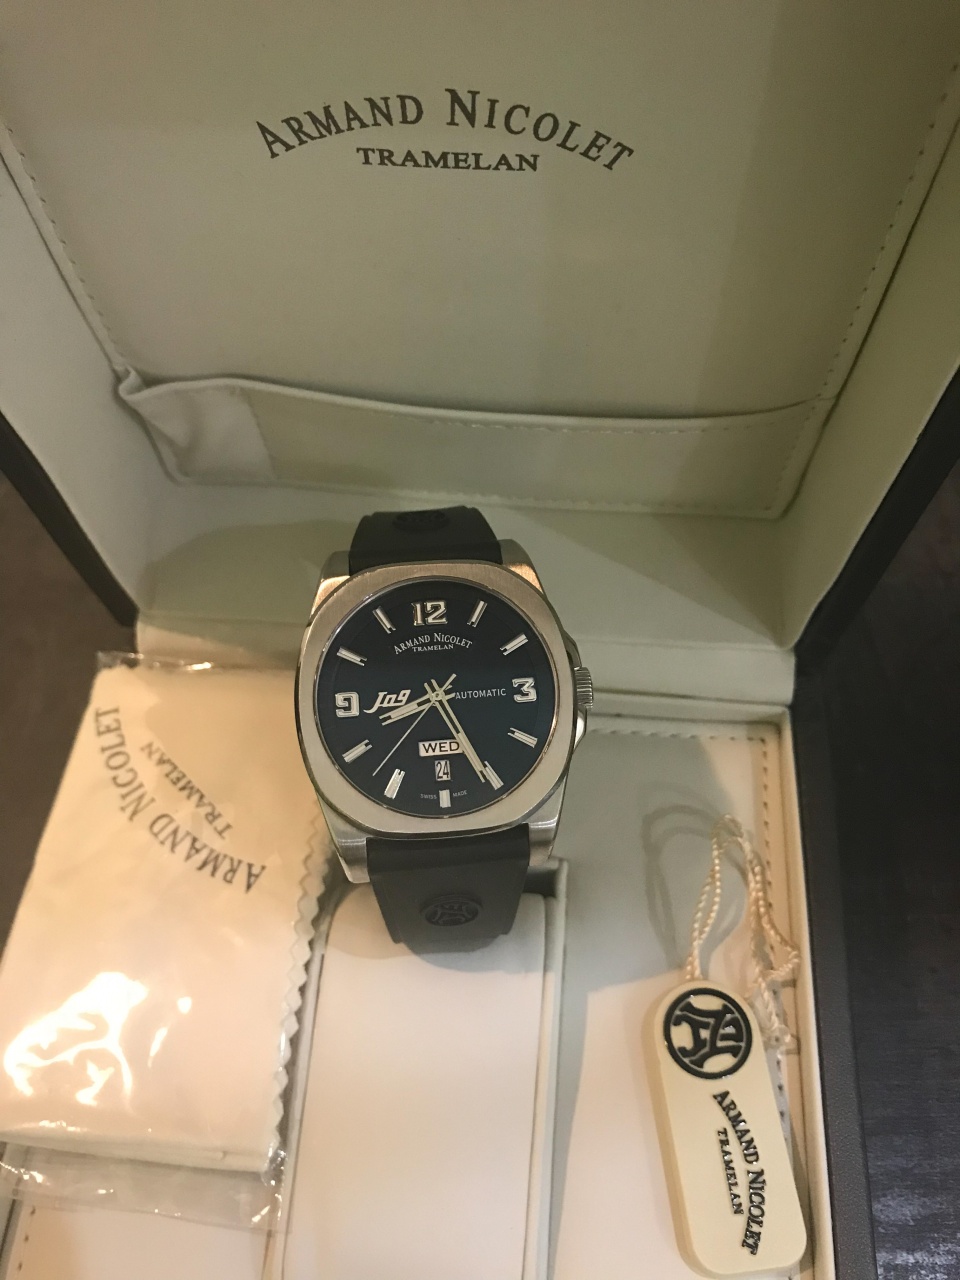 ARMAND NICOLET
TRAMELAN
12
ARMAND NICOLET
TRAMELAN
9
J09
AUTOMATIC
3
WED
24
SWISS MADE
ARMAND NICOLET
TRAMELAN
ARMAND NICOLET
TRAMELAN